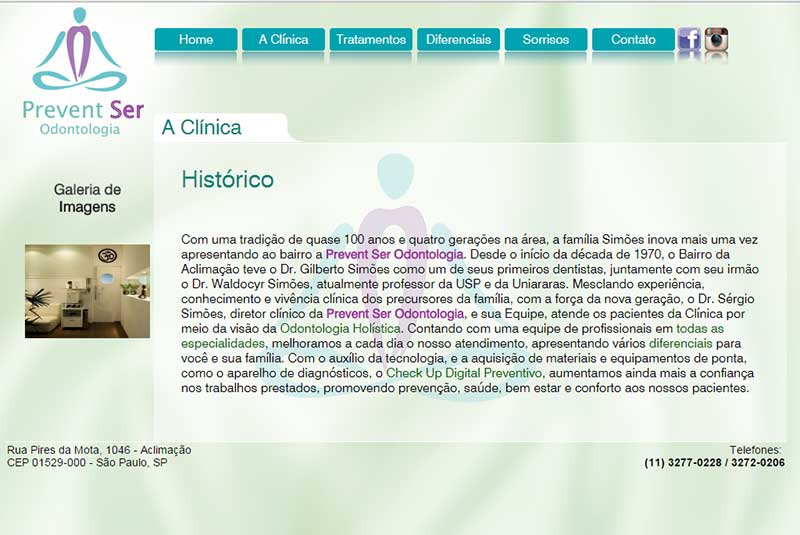 Home
A Clínica
Tratamentos
Diferenciais
Sorrisos
Contato
Prevent Ser
Odontologia
A Clínica
Galeria de
Imagens
Histórico
Com uma tradição de quase 100 anos e quatro gerações na área, a família Simões inova mais uma vez
apresentando ao bairro a Prevent Ser Odontologia. Desde o início da década de 1970, o Bairro da
Aclimação teve o Dr. Gilberto Simões como um de seus primeiros dentistas, juntamente com seu irmão
o Dr. Waldocyr Simões, atualmente professor da USP e da Uniararas. Mesclando experiência,
conhecimento e vivência clínica dos precursores da família, com a força da nova geração, o Dr. Sérgio
Simões, diretor clínico da Prevent Ser Odontologia, e sua Equipe, atende os pacientes da Clínica por
meio da visão da Odontologia Holística. Contando com uma equipe de profissionais em todas as
especialidades, melhoramos a cada dia o nosso atendimento, apresentando vários diferenciais para
você e sua família. Com o auxílio da tecnologia, e a aquisição de materiais e equipamentos de ponta,
como o aparelho de diagnósticos, o Check Up Digital Preventivo, aumentamos ainda mais a confiança
nos trabalhos prestados, promovendo prevenção, saúde, bem estar e conforto aos nossos pacientes.
Rua Pires da Mota, 1046 - Aclimação
CEP 01529-000 - São Paulo, SP
Telefones:
(11) 3277-0228 / 3272-0206